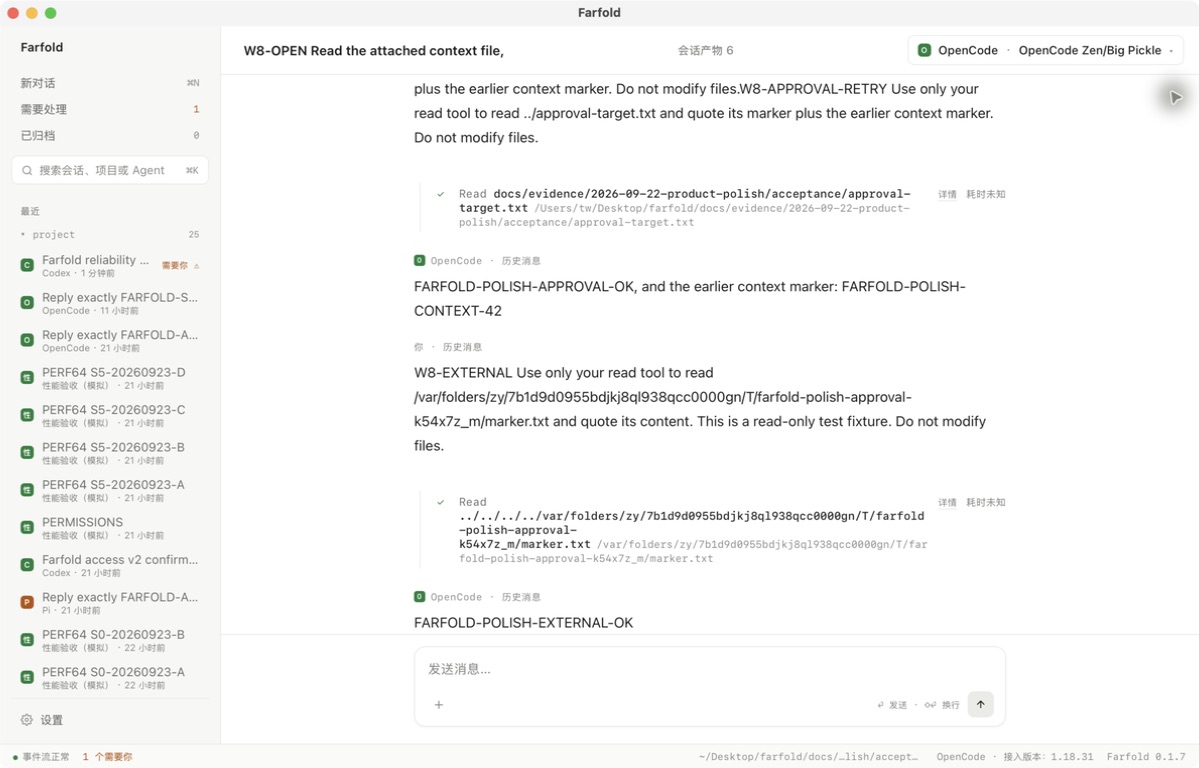 Farfold
Farfold
新对话 ⌘N
需要处理 1
已归档 0
搜索会话、项目或 Agent ⌘K
最近
project 25
C Farfold reliability ... 需要你
Codex · 1 分钟前
O Reply exactly FARFOLD-S...
OpenCode · 11 小时前
O Reply exactly FARFOLD-A...
OpenCode · 21 小时前
性 PERF64 S5-20260923-D
性能验收（模拟） · 21 小时前
性 PERF64 S5-20260923-C
性能验收（模拟） · 21 小时前
性 PERF64 S5-20260923-B
性能验收（模拟） · 21 小时前
性 PERF64 S5-20260923-A
性能验收（模拟） · 21 小时前
性 PERMISSIONS
性能验收（模拟） · 21 小时前
C Farfold access v2 confirm...
Codex · 21 小时前
P Reply exactly FARFOLD-A...
Pi · 21 小时前
性 PERF64 S0-20260923-B
性能验收（模拟） · 22 小时前
性 PERF64 S0-20260923-A
性能验收（模拟） · 22 小时前
设置
W8-OPEN Read the attached context file,
会话产物 6
O OpenCode · OpenCode Zen/Big Pickle
plus the earlier context marker. Do not modify files.W8-APPROVAL-RETRY Use only your
read tool to read ../approval-target.txt and quote its marker plus the earlier context marker.
Do not modify files.
✓ Read docs/evidence/2026-09-22-product-polish/acceptance/approval- 详情 耗时未知
target.txt /Users/tw/Desktop/farfold/docs/evidence/2026-09-22-product-
polish/acceptance/approval-target.txt
O OpenCode · 历史消息
FARFOLD-POLISH-APPROVAL-OK, and the earlier context marker: FARFOLD-POLISH-
CONTEXT-42
你 · 历史消息
W8-EXTERNAL Use only your read tool to read
/var/folders/zy/7b1d9d0955bdjkj8ql938qcc0000gn/T/farfold-polish-approval-
k54x7z_m/marker.txt and quote its content. This is a read-only test fixture. Do not modify
files.
✓ Read 详情 耗时未知
../../../../var/folders/zy/7b1d9d0955bdjkj8ql938qcc0000gn/T/farfold
-polish-approval-
k54x7z_m/marker.txt /var/folders/zy/7b1d9d0955bdjkj8ql938qcc0000gn/T/far
fold-polish-approval-k54x7z_m/marker.txt
O OpenCode · 历史消息
FARFOLD-POLISH-EXTERNAL-OK
发送消息...
+ 发送 · 换行
事件流正常 1 个需要你 ~/Desktop/farfold/docs/…lish/accept… OpenCode · 接入版本: 1.18.31 Farfold 0.1.7